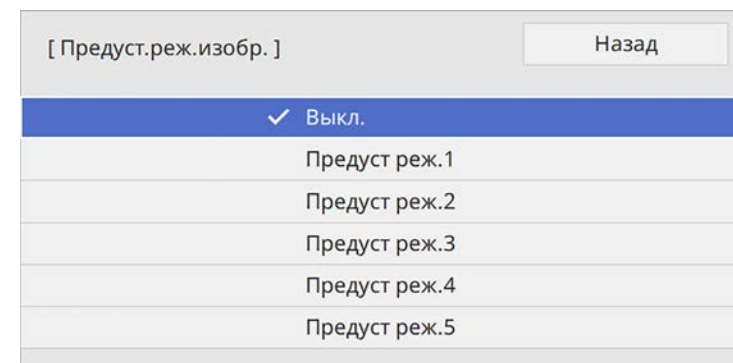 [ Предуст.реж.изобр. ]
Назад
Выкл.
Предуст реж.1
Предуст реж.2
Предуст реж.3
Предуст реж.4
Предуст реж.5